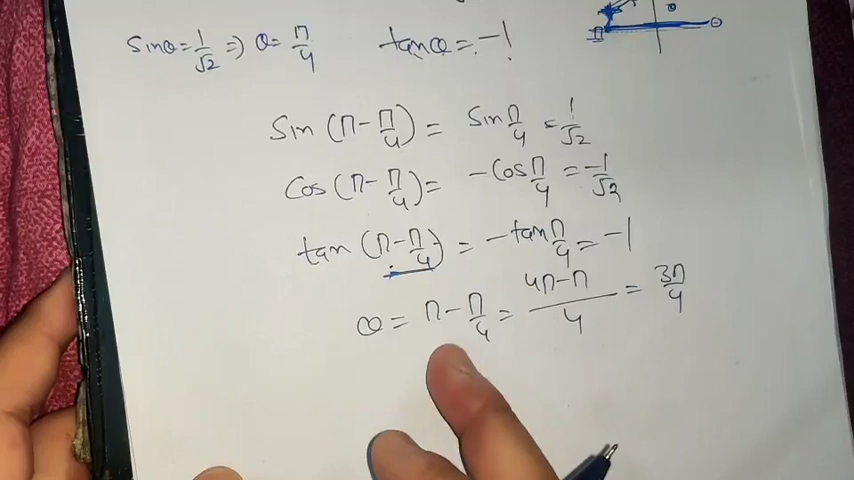 sinθ = 1/√2 ⇒ θ = π/4 tanθ = -1
Sin (π - π/4) = Sin π/4 = 1/√2
Cos (π - π/4) = -Cos π/4 = -1/√2
tan (π - π/4) = -tan π/4 = -1
θ = π - π/4 = (4π - π)/4 = 3π/4